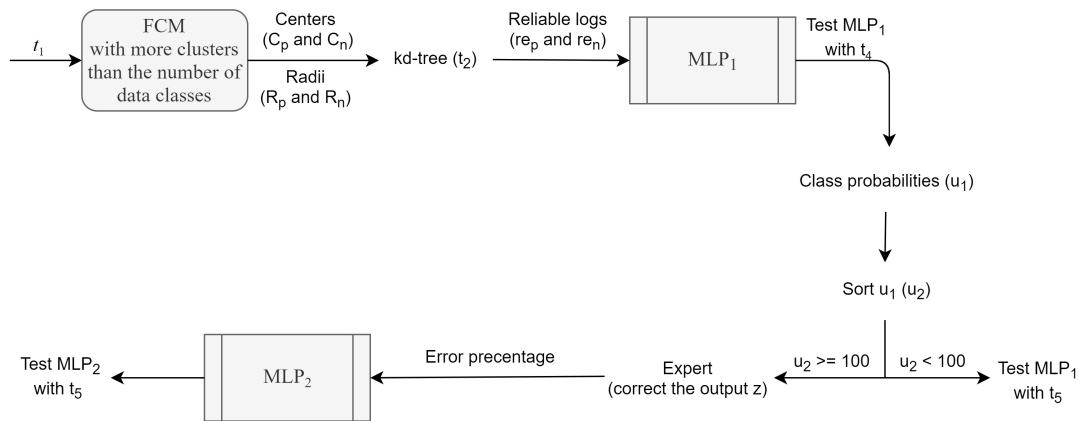 t₁
FCM
with more clusters
than the number of
data classes
Centers
(Cₚ and Cₙ)
Radii
(Rₚ and Rₙ)
kd-tree (t₂)
Reliable logs
(reₚ and reₙ)
MLP₁
Test MLP₁
with t₄
Class probabilities (u₁)
Sort u₁ (u₂)
u₂ >= 100
u₂ < 100
Test MLP₁
with t₅
Expert
(correct the output z)
Error precentage
MLP₂
Test MLP₂
with t₅